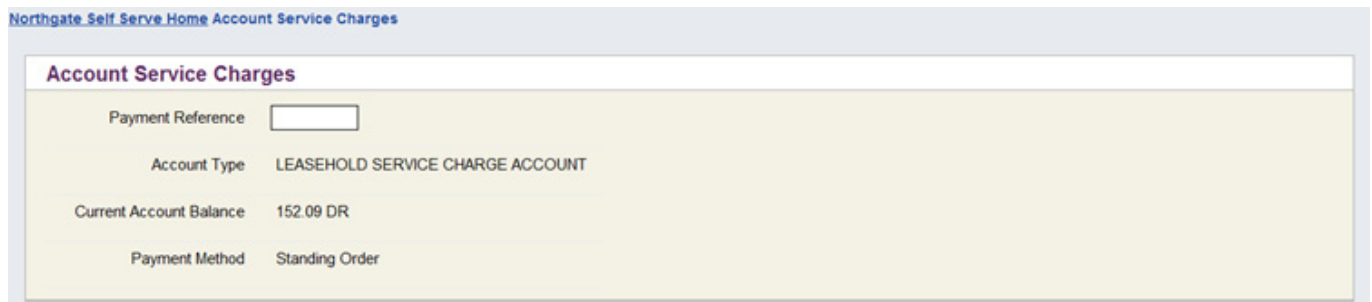 Northgate Self Serve Home Account Service Charges
Account Service Charges
Payment Reference
Account Type LEASEHOLD SERVICE CHARGE ACCOUNT
Current Account Balance 152.09 DR
Payment Method Standing Order